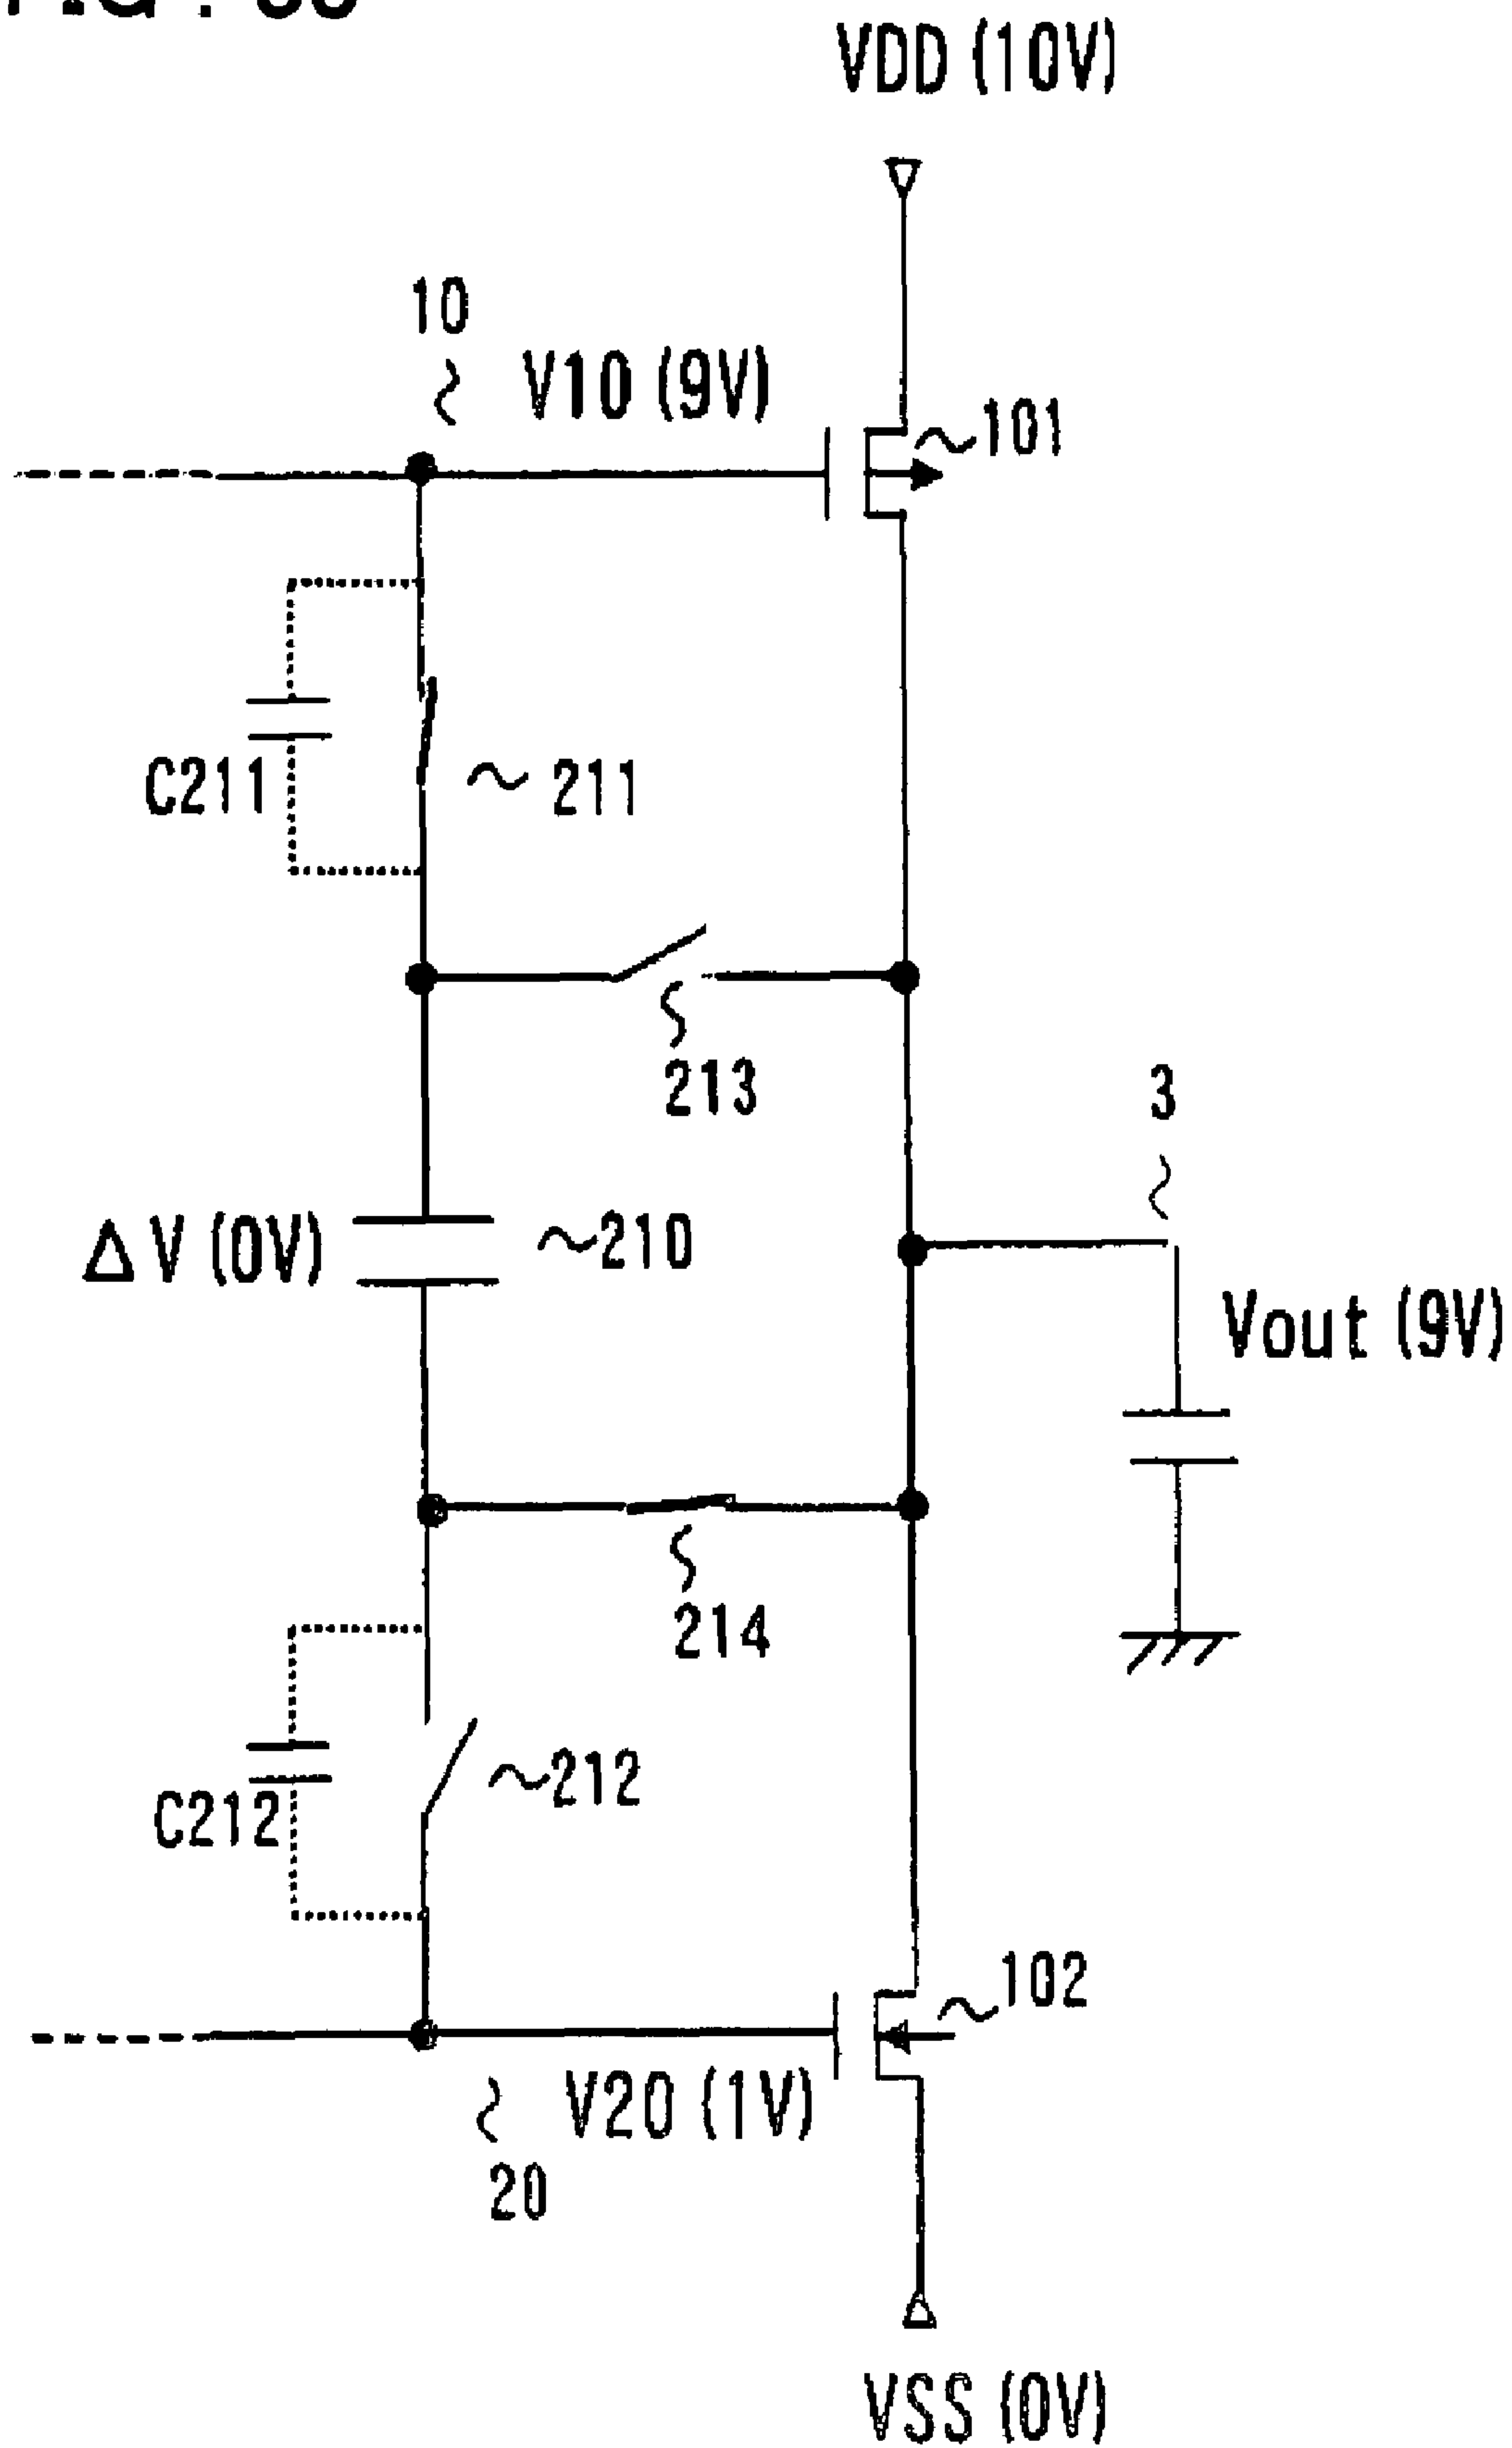 VDD (10V)
10
V10 (9V)
101
C211
211
213
3
ΔV (0V)
210
Vout (9V)
214
C212
212
102
V20 (1V)
20
VSS (0V)